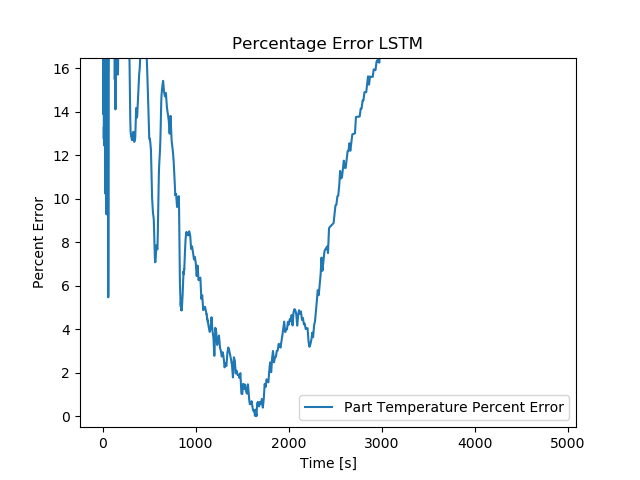 Percentage Error LSTM
Percent Error
16
14
12
10
8
6
4
2
0
Part Temperature Percent Error
0 1000 2000 3000 4000 5000
Time [s]